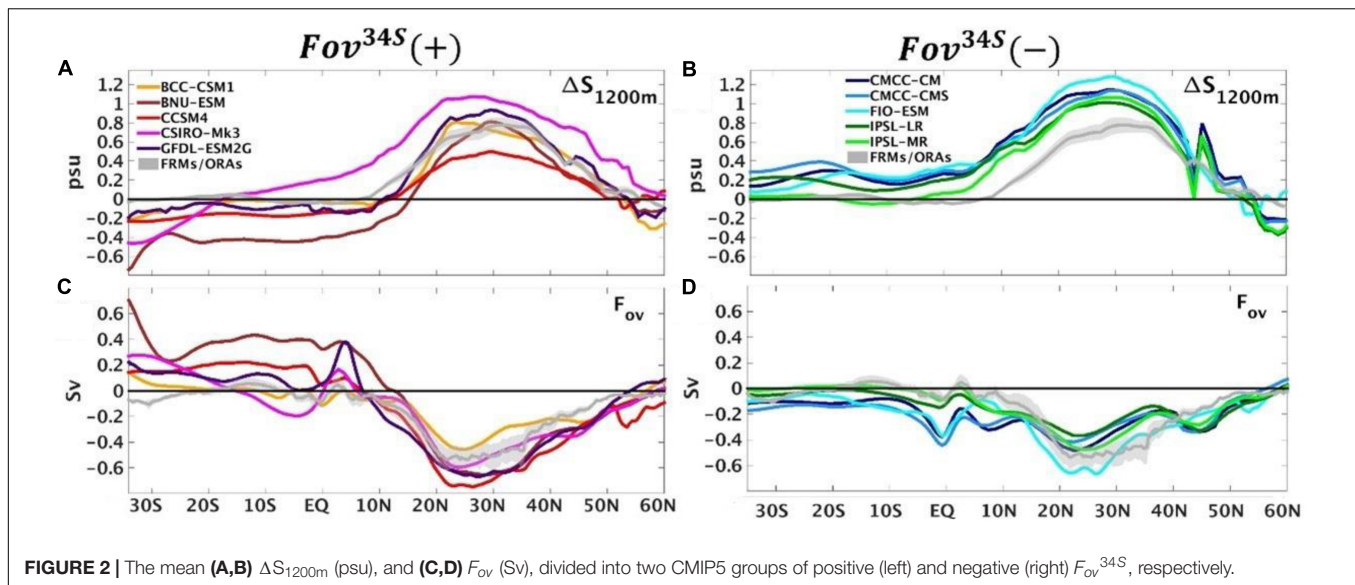 Fov³⁴ˢ(+)
Fov³⁴ˢ(−)
A
BCC-CSM1
BNU-ESM
CCSM4
CSIRO-Mk3
GFDL-ESM2G
FRMs/ORAs
ΔS₁₂₀₀ₘ
psu
1.2
1
0.8
0.6
0.4
0.2
0
−0.2
−0.4
−0.6
B
CMCC-CM
CMCC-CMS
FIO-ESM
IPSL-LR
IPSL-MR
FRMs/ORAs
ΔS₁₂₀₀ₘ
psu
1.2
1
0.8
0.6
0.4
0.2
0
−0.2
−0.4
−0.6
C
Fₒᵥ
Sv
0.6
0.4
0.2
0
−0.2
−0.4
−0.6
30S 20S 10S EQ 10N 20N 30N 40N 50N 60N
D
Fₒᵥ
Sv
0.6
0.4
0.2
0
−0.2
−0.4
−0.6
30S 20S 10S EQ 10N 20N 30N 40N 50N 60N
FIGURE 2 | The mean (A,B) ΔS₁₂₀₀ₘ (psu), and (C,D) Fₒᵥ (Sv), divided into two CMIP5 groups of positive (left) and negative (right) Fₒᵥ³⁴ˢ, respectively.